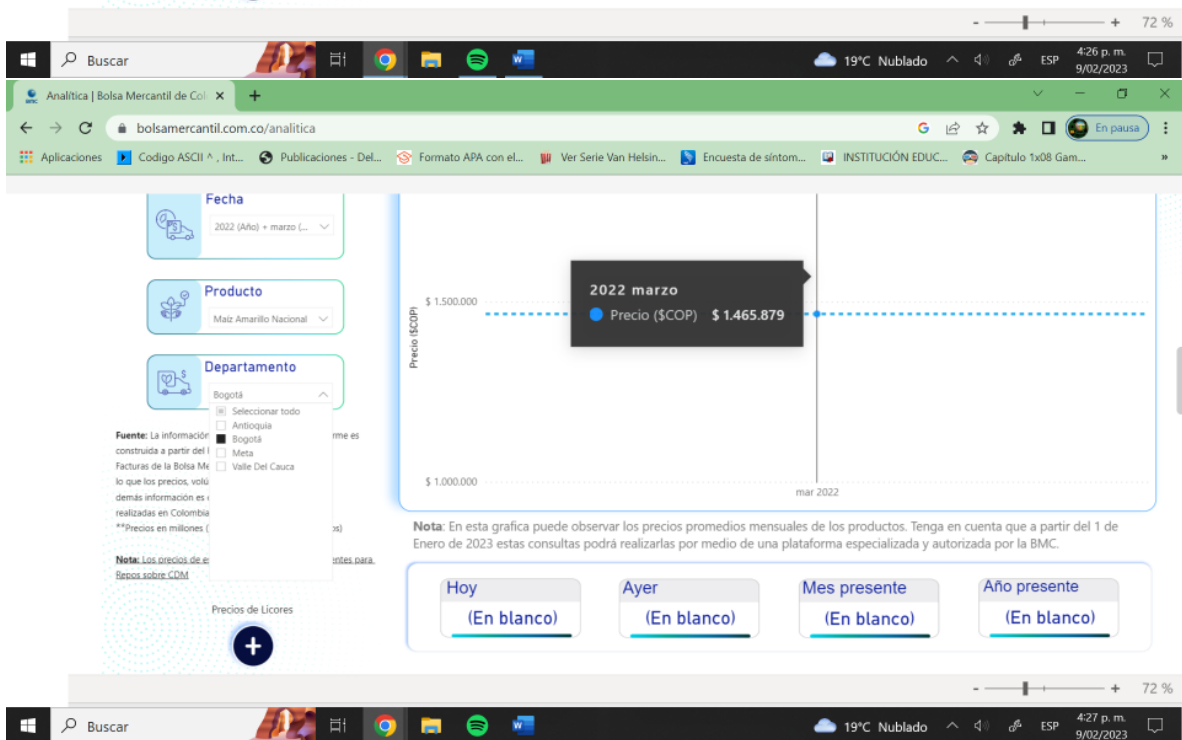 - + 72 %
Buscar
19°C Nublado ESP 4:26 p. m.
9/02/2023
Analítica | Bolsa Mercantil de Col
bolsamercantil.com.co/analitica
En pausa
Aplicaciones Codigo ASCII ^ , Int... Publicaciones - Del... Formato APA con el... Ver Serie Van Helsin... Encuesta de síntom... INSTITUCIÓN EDUC... Capítulo 1x08 Gam... »
Fecha
2022 (Año) + marzo (...
Producto
Maíz Amarillo Nacional
Departamento
Bogotá
Seleccionar todo
Antioquia
Bogotá
Meta
Valle Del Cauca
Fuente: La información rme es
construida a partir del
Facturas de la Bolsa Me
lo que los precios, volú
demás información es
realizadas en Colombia
**Precios en millones ( os)
Nota: Los precios de e entes para
Repos sobre CDM
Precios de Licores
+
Precio ($COP)
$ 1.500.000
$ 1.000.000
2022 marzo
Precio ($COP) $ 1.465.879
mar 2022
Nota: En esta grafica puede observar los precios promedios mensuales de los productos. Tenga en cuenta que a partir del 1 de
Enero de 2023 estas consultas podrá realizarlas por medio de una plataforma especializada y autorizada por la BMC.
Hoy
(En blanco)
Ayer
(En blanco)
Mes presente
(En blanco)
Año presente
(En blanco)
- + 72 %
Buscar
19°C Nublado ESP 4:27 p. m.
9/02/2023